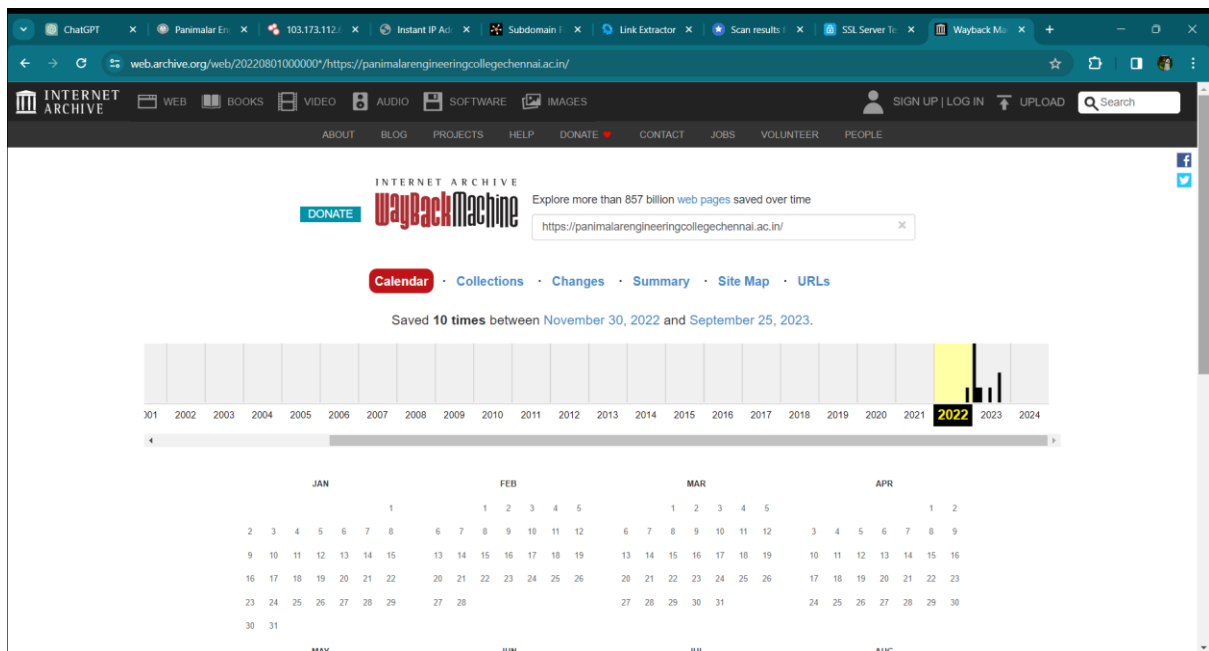 ChatGPT Panimalar En 103.173.112. Instant IP Ad Subdomain F Link Extractor Scan results f SSL Server Te Wayback Ma
web.archive.org/web/20220801000000*/https://panimalarengineeringcollegechennai.ac.in/
INTERNET ARCHIVE WEB BOOKS VIDEO AUDIO SOFTWARE IMAGES SIGN UP | LOG IN UPLOAD Search
ABOUT BLOG PROJECTS HELP DONATE CONTACT JOBS VOLUNTEER PEOPLE
INTERNET ARCHIVE
DONATE WayBackMachine Explore more than 857 billion web pages saved over time
https://panimalarengineeringcollegechennai.ac.in/
Calendar · Collections · Changes · Summary · Site Map · URLs
Saved 10 times between November 30, 2022 and September 25, 2023.
2002 2003 2004 2005 2006 2007 2008 2009 2010 2011 2012 2013 2014 2015 2016 2017 2018 2019 2020 2021 2022 2023 2024
JAN FEB MAR APR
1 1 2 3 4 5 1 2 3 4 5 1 2
2 3 4 5 6 7 8 6 7 8 9 10 11 12 6 7 8 9 10 11 12 3 4 5 6 7 8 9
9 10 11 12 13 14 15 13 14 15 16 17 18 19 13 14 15 16 17 18 19 10 11 12 13 14 15 16
16 17 18 19 20 21 22 20 21 22 23 24 25 26 20 21 22 23 24 25 26 17 18 19 20 21 22 23
23 24 25 26 27 28 29 27 28 27 28 29 30 31 24 25 26 27 28 29 30
30 31
MAY JUN JUL AUG